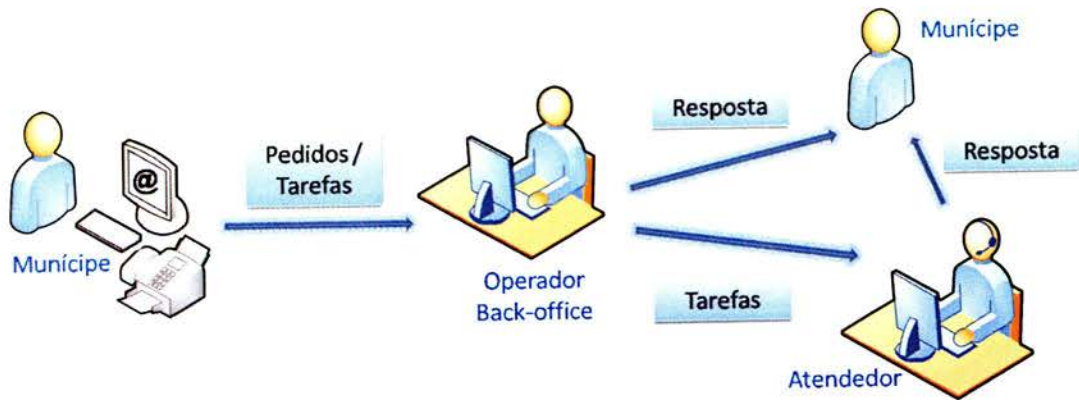 Munícipe
@
Pedidos/
Tarefas
Operador
Back-office
Resposta
Tarefas
Munícipe
Resposta
Atendedor